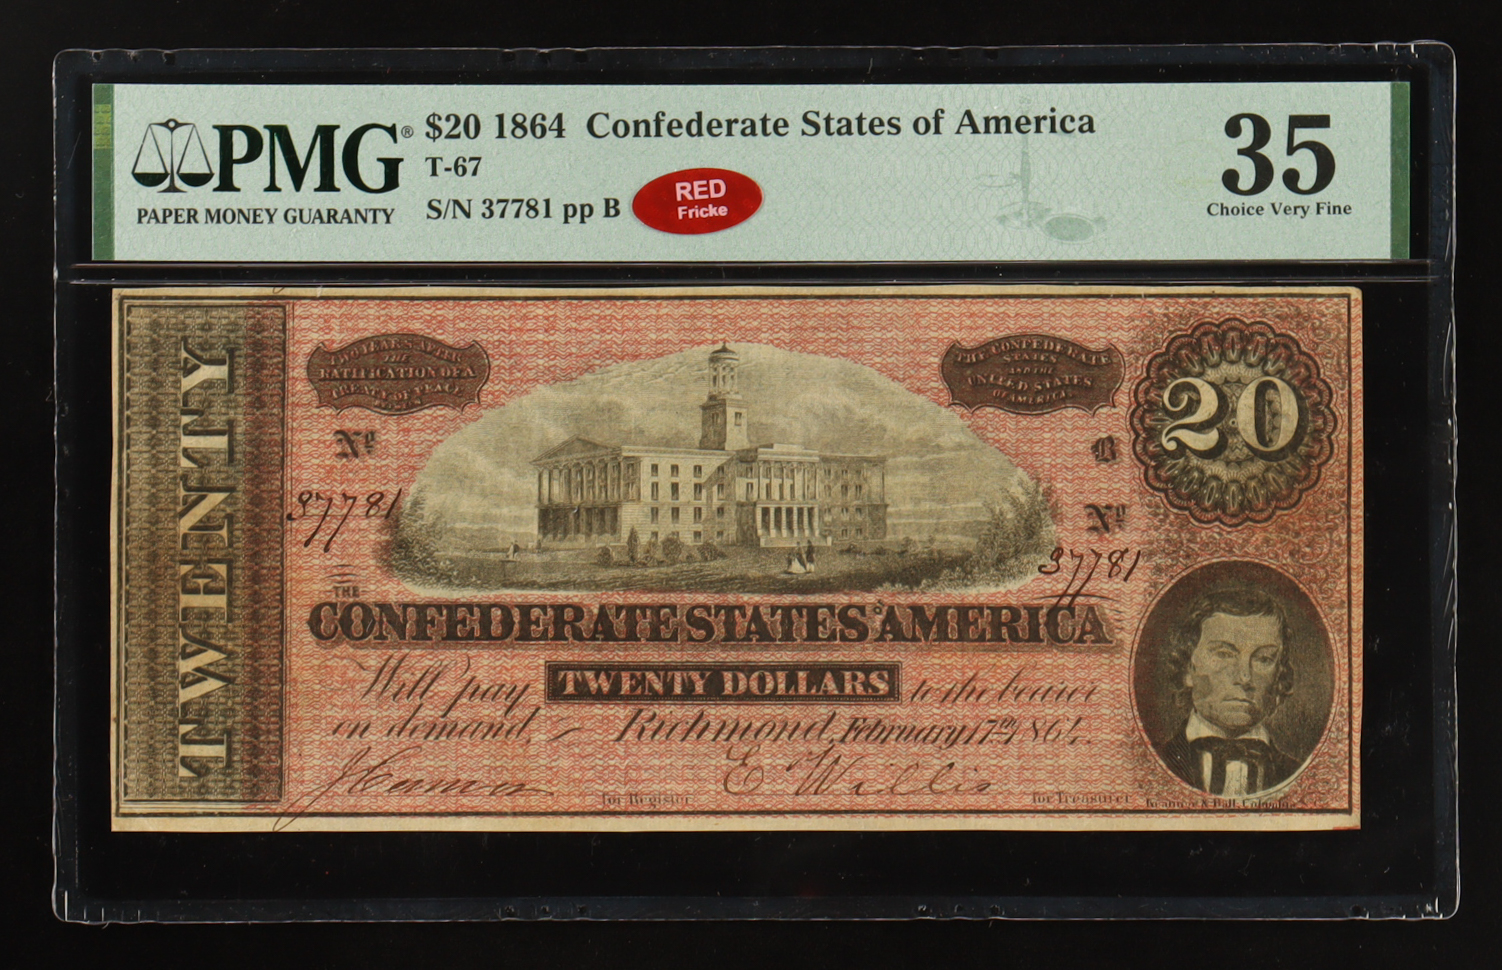 PMG®
PAPER MONEY GUARANTY
$20 1864 Confederate States of America
T-67
S/N 37781 pp B
RED
Fricke
35
Choice Very Fine
TWENTY
TWO YEARS AFTER
THE
RATIFICATION OF A
TREATY OF PEACE
THE CONFEDERATE
STATES
AND THE
UNITED STATES
OF AMERICA.
20
No
B
37781
No
37781
THE
CONFEDERATE STATES OF AMERICA
Will pay TWENTY DOLLARS to the bearer
on demand, Richmond, February 17th 1864.
E Willis
for Register
for Treasurer